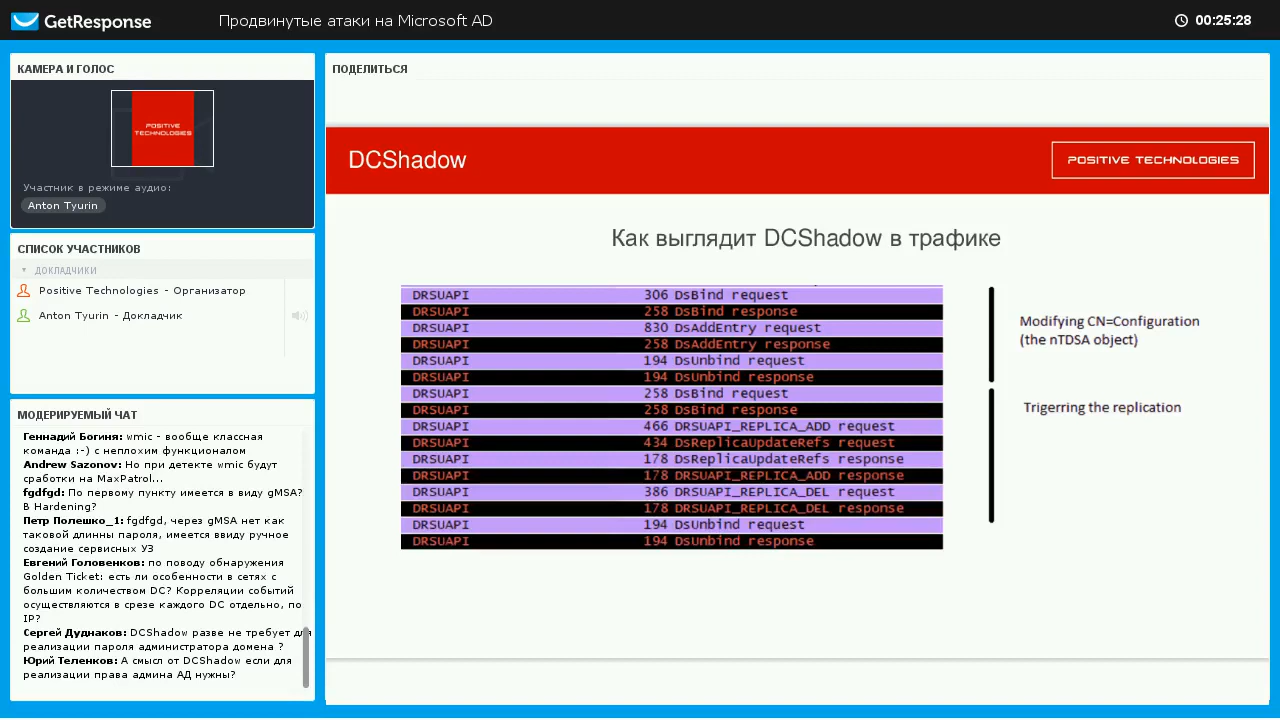 GetResponse
Продвинутые атаки на Microsoft AD
00:25:28
КАМЕРА И ГОЛОС
POSITIVE
TECHNOLOGIES
Участник в режиме аудио:
Anton Tyurin
СПИСОК УЧАСТНИКОВ
ДОКЛАДЧИКИ
Positive Technologies - Организатор
Anton Tyurin - Докладчик
МОДЕРИРУЕМЫЙ ЧАТ
Геннадий Богиня: wmic - вообще классная
команда :-) с неплохим функционалом
Andrew Sazonov: Но при детекте wmic будут
сработки на MaxPatrol...
fgdfgd: По первому пункту имеется в виду gMSA?
В Hardening?
Петр Полешко_1: fgdfgd, через gMSA нет как
таковой длинны пароля, имеется ввиду ручное
создание сервисных УЗ
Евгений Головенков: по поводу обнаружения
Golden Ticket: есть ли особенности в сетях с
большим количеством DC? Корреляции событий
осуществляются в срезе каждого DC отдельно, по
IP?
Сергей Дуднаков: DCShadow разве не требует для
реализации пароля администратора домена ?
Юрий Теленков: А смысл от DCShadow если для
реализации права админа АД нужны?
ПОДЕЛИТЬСЯ
DCShadow
POSITIVE TECHNOLOGIES
Как выглядит DCShadow в трафике
DRSUAPI 306 DsBind request
DRSUAPI 258 DsBind response
DRSUAPI 830 DsAddEntry request
DRSUAPI 258 DsAddEntry response
DRSUAPI 194 DsUnbind request
DRSUAPI 194 DsUnbind response
DRSUAPI 258 DsBind request
DRSUAPI 258 DsBind response
DRSUAPI 466 DRSUAPI_REPLICA_ADD request
DRSUAPI 434 DsReplicaUpdateRefs request
DRSUAPI 178 DsReplicaUpdateRefs response
DRSUAPI 178 DRSUAPI_REPLICA_ADD response
DRSUAPI 386 DRSUAPI_REPLICA_DEL request
DRSUAPI 178 DRSUAPI_REPLICA_DEL response
DRSUAPI 194 DsUnbind request
DRSUAPI 194 DsUnbind response
Modifying CN=Configuration
(the nTDSA object)
Trigerring the replication